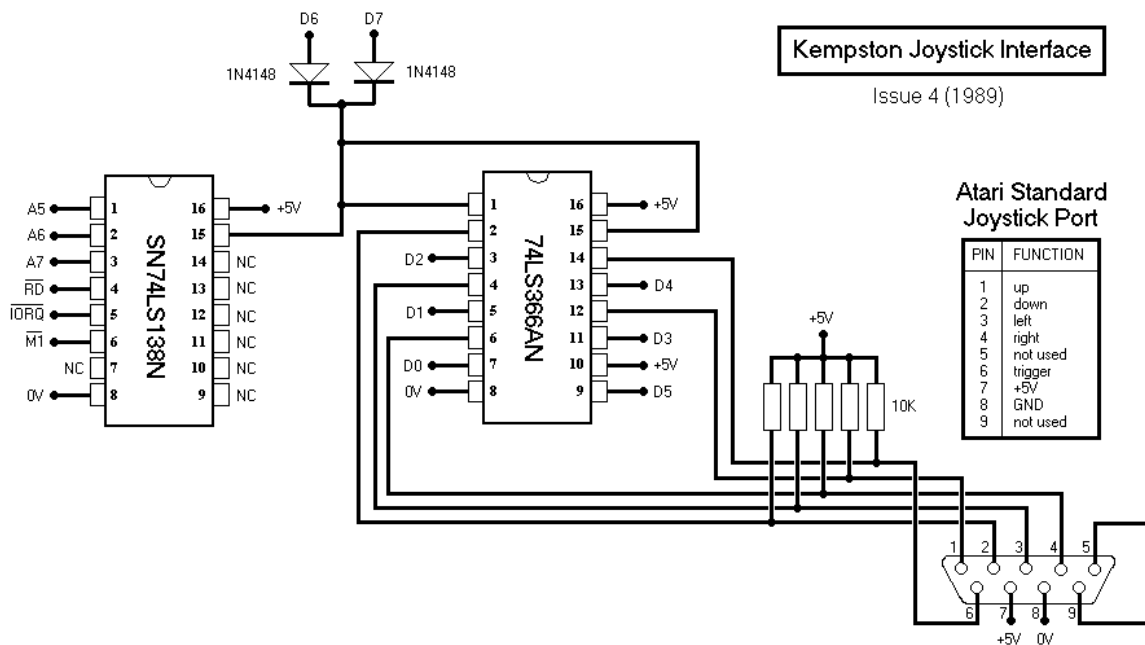 D6 D7
1N4148 1N4148
Kempston Joystick Interface
Issue 4 (1989)
A5 1 16 +5V
A6 2 15
A7 3 14 NC
RD 4 13 NC
IORQ 5 12 NC
M1 6 11 NC
NC 7 10 NC
0V 8 9 NC
SN74LS138N
1 16 +5V
2 15
D2 3 14
4 13 D4
D1 5 12
6 11 D3
D0 7 10 +5V
0V 8 9 D5
74LS366AN
+5V
10K
Atari Standard
Joystick Port
PIN FUNCTION
1 up
2 down
3 left
4 right
5 not used
6 trigger
7 +5V
8 GND
9 not used
1 2 3 4 5
6 7 8 9
+5V 0V